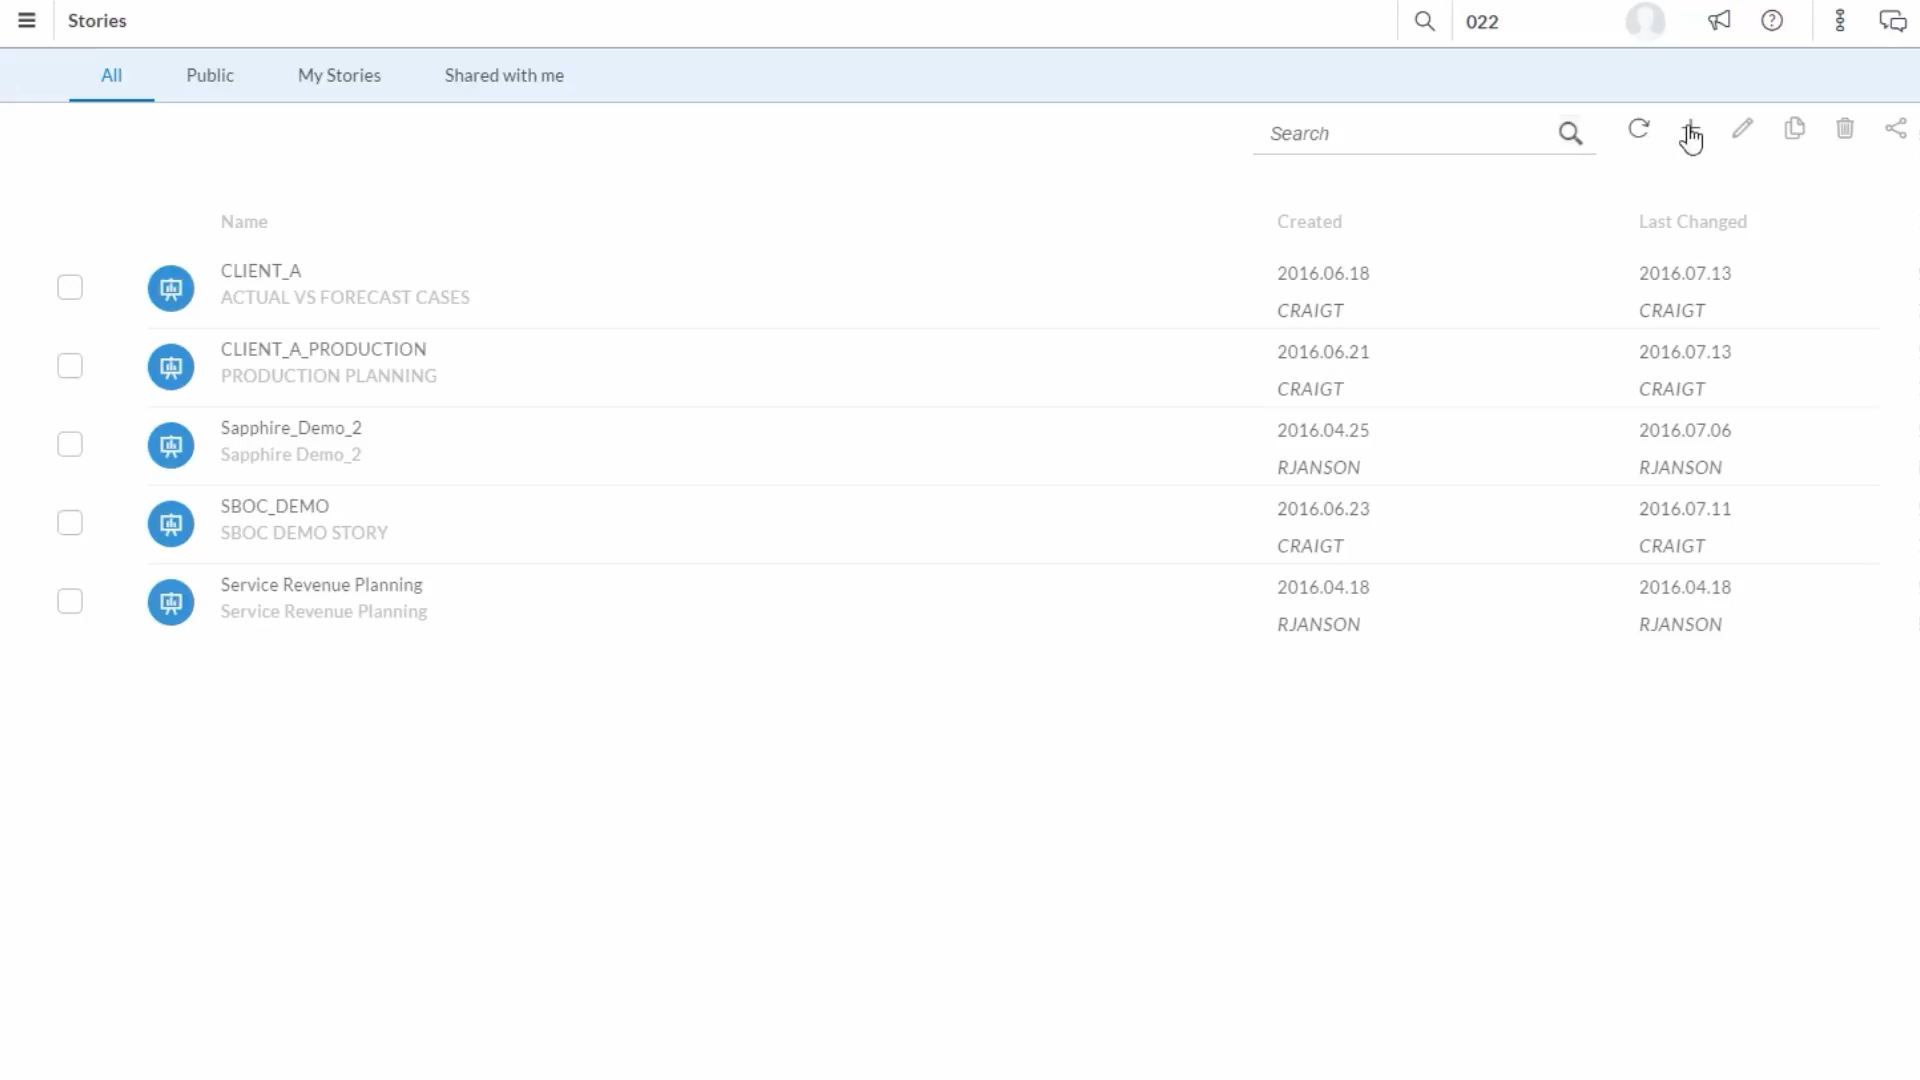 Stories
022
All
Public
My Stories
Shared with me
Search
Name
Created
Last Changed
CLIENT_A
ACTUAL VS FORECAST CASES
2016.06.18
CRAIGT
2016.07.13
CRAIGT
CLIENT_A_PRODUCTION
PRODUCTION PLANNING
2016.06.21
CRAIGT
2016.07.13
CRAIGT
Sapphire_Demo_2
Sapphire Demo_2
2016.04.25
RJANSON
2016.07.06
RJANSON
SBOC_DEMO
SBOC DEMO STORY
2016.06.23
CRAIGT
2016.07.11
CRAIGT
Service Revenue Planning
Service Revenue Planning
2016.04.18
RJANSON
2016.04.18
RJANSON